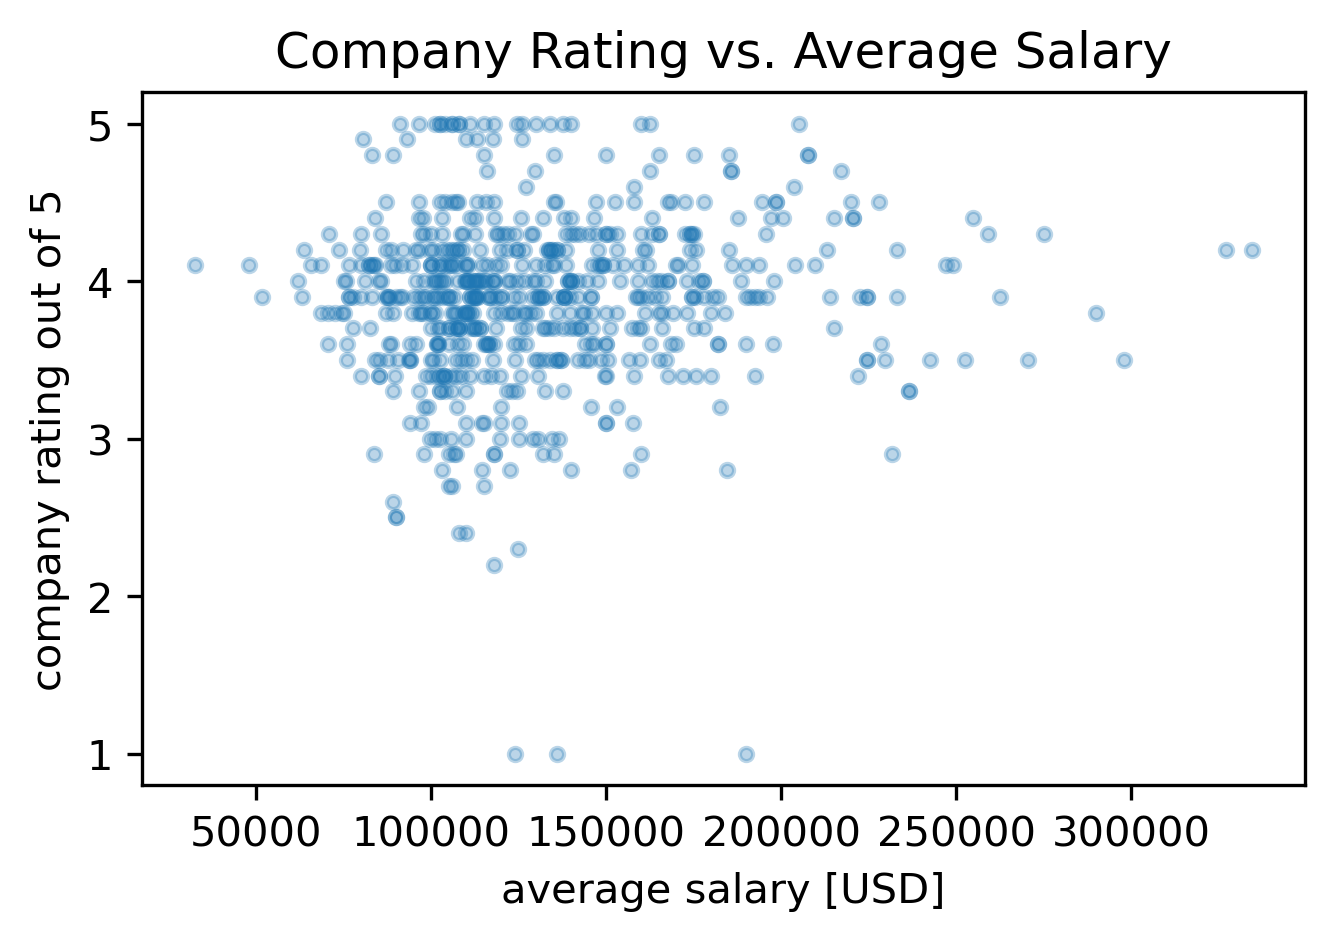 Company Rating vs. Average Salary
company rating out of 5
5
4
3
2
1
50000 100000 150000 200000 250000 300000
average salary [USD]